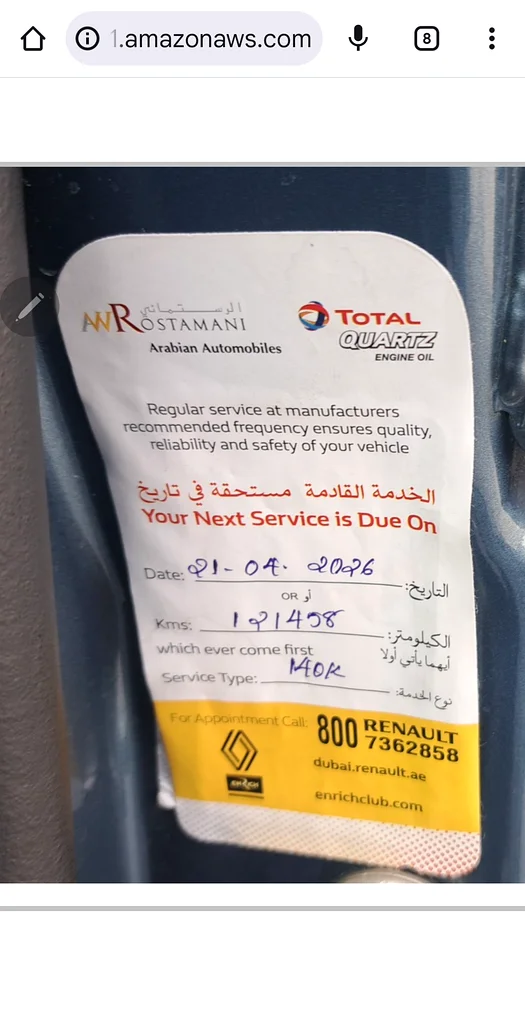 1.amazonaws.com
8
الرستماني
AWROSTAMANI
Arabian Automobiles
TOTAL
QUARTZ
ENGINE OIL
Regular service at manufacturers
recommended frequency ensures quality,
reliability and safety of your vehicle
الخدمة القادمة مستحقة في تاريخ
Your Next Service is Due On
Date: 21-04. 2026 التاريخ:
OR أو
Kms: 121458 الكيلومتر:
which ever come first أيهما يأتي أولا
Service Type: 140K نوع الخدمة:
For Appointment Call: 800 RENAULT
7362858
dubai.renault.ae
enrichclub.com